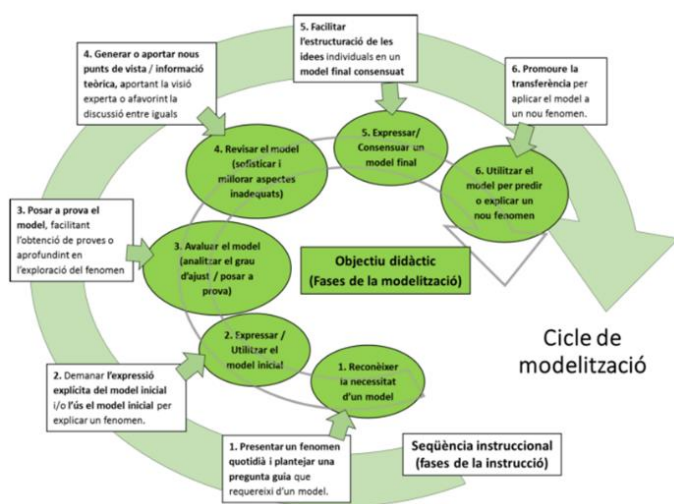 5. Facilitar
l'estructuració de les
idees individuals en un
model final consensuat
4. Generar o aportar nous
punts de vista / informació
teòrica, aportant la visió
experta o afavorint la
discussió entre iguals
6. Promoure la
transferència per
aplicar el model a
un nou fenomen.
5. Expressar/
Consensuar un
model final
4. Revisar el model
(sofisticar i
millorar aspectes
inadequats)
6. Utilitzar el
model per predir
o explicar un
nou fenomen
3. Posar a prova el
model, facilitant
l'obtenció de proves o
aprofundint en
l'exploració del fenomen
3. Avaluar el model
(analitzar el grau
d'ajust / posar a
prova)
Objectiu didàctic
(Fases de la modelització)
2. Expressar /
Utilitzar el
model inicial
Cicle de
modelització
1. Reconèixer
la necessitat
d'un model
2. Demanar l'expressió
explícita del model inicial
i/o l'ús el model inicial per
explicar un fenomen.
1. Presentar un fenomen
quotidià i plantejar una
pregunta guia que
requereixi d'un model.
Seqüència instruccional
(fases de la instrucció)